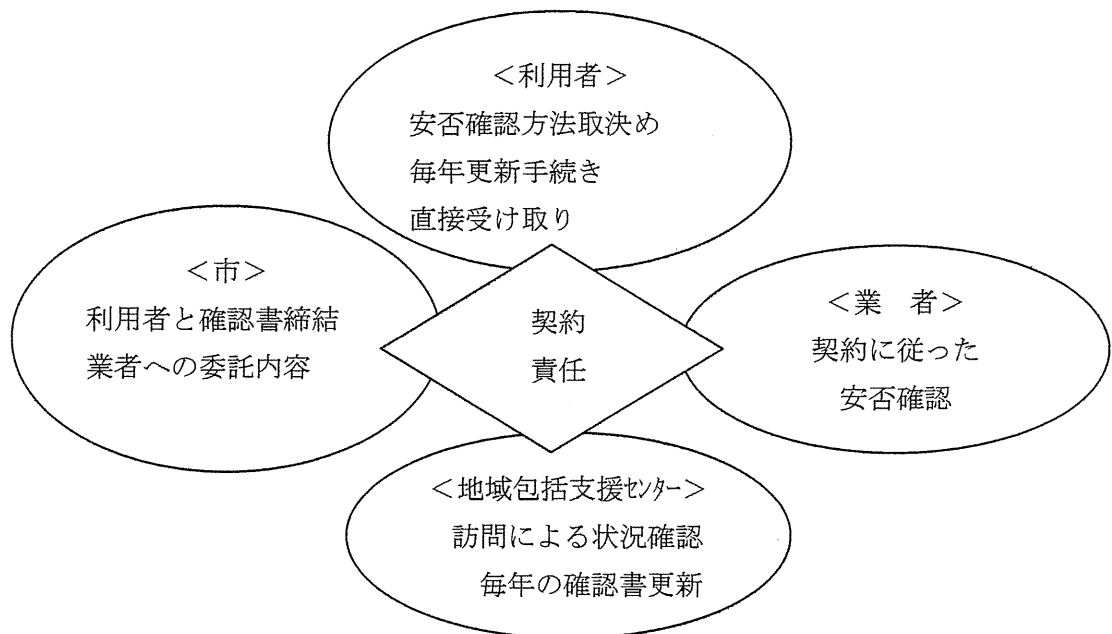 ＜利用者＞
安否確認方法取決め
毎年更新手続き
直接受け取り
＜市＞
利用者と確認書締結
業者への委託内容
契約
責任
＜業　者＞
契約に従った
安否確認
＜地域包括支援ｾﾝﾀｰ＞
訪問による状況確認
毎年の確認書更新